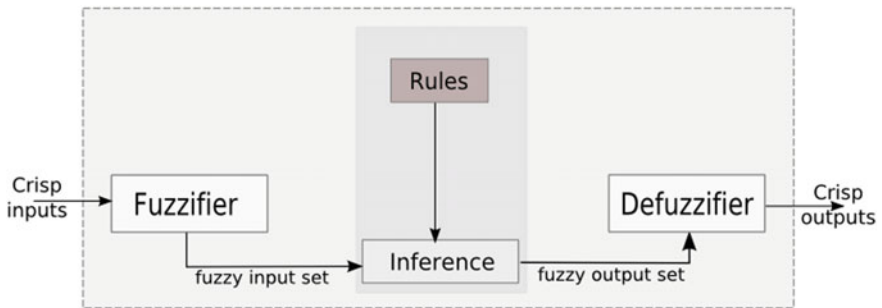 Rules
Crisp
inputs
Fuzzifier
Defuzzifier
Crisp
outputs
Inference
fuzzy input set
fuzzy output set